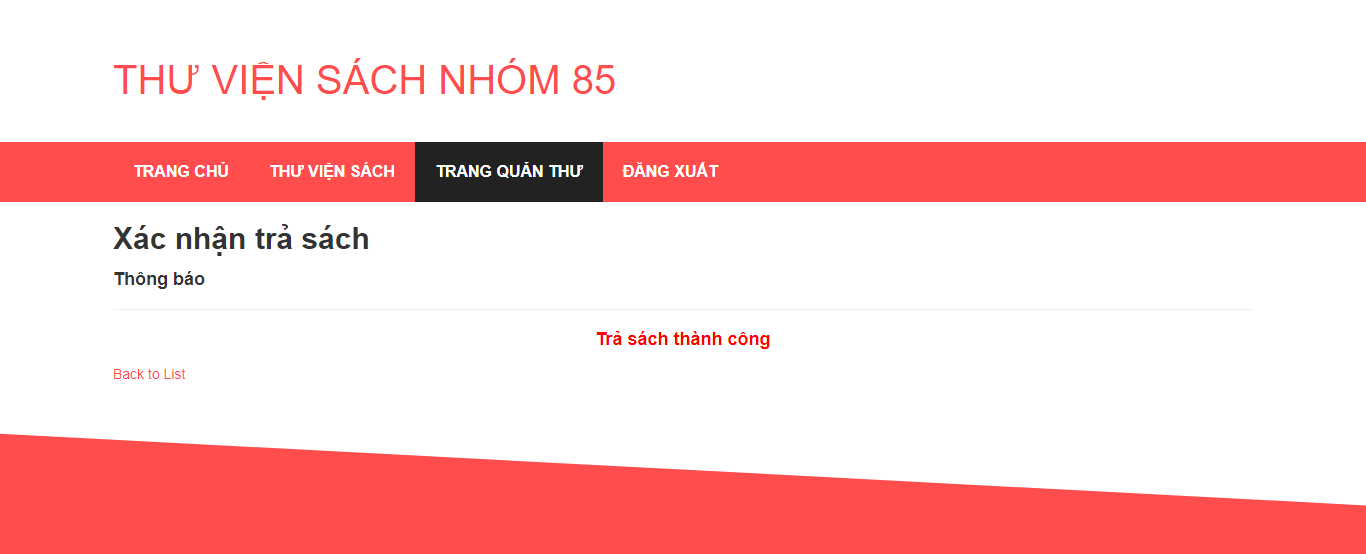 THƯ VIỆN SÁCH NHÓM 85
TRANG CHỦ THƯ VIỆN SÁCH TRANG QUẢN THƯ ĐĂNG XUẤT
Xác nhận trả sách
Thông báo
Trả sách thành công
Back to List